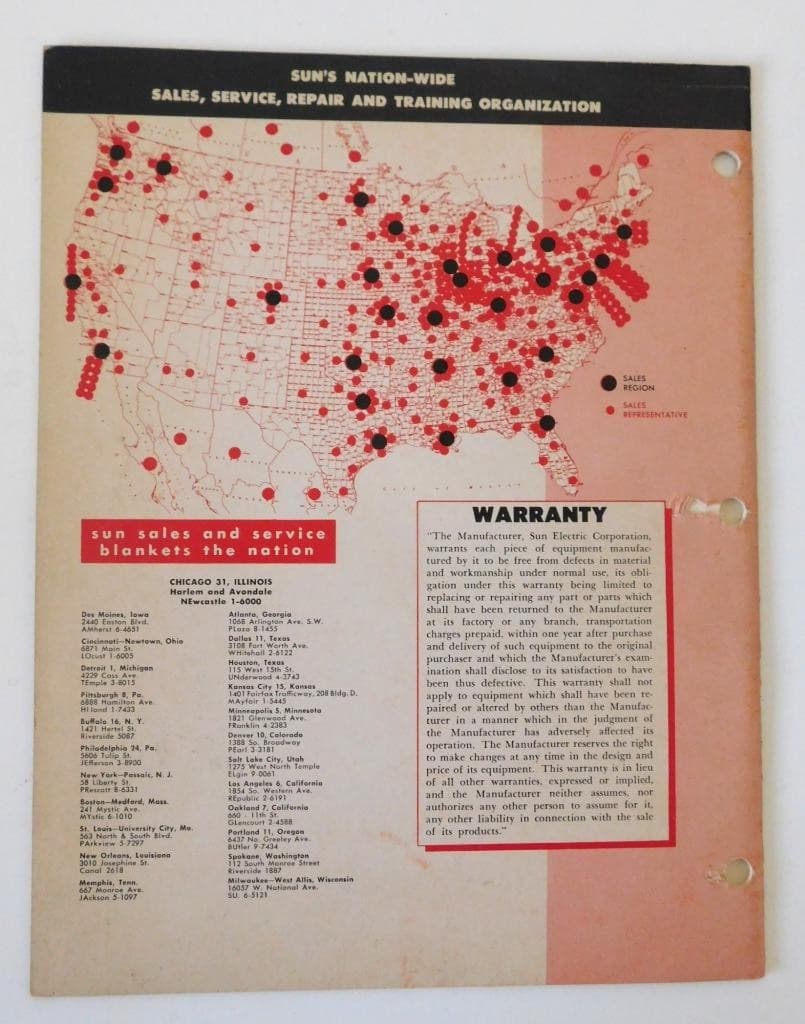 SUN'S NATION-WIDE
SALES, SERVICE, REPAIR AND TRAINING ORGANIZATION
SALES
REGION
SALES
REPRESENTATIVE
sun sales and service
blankets the nation
CHICAGO 31, ILLINOIS
Harlem and Avondale
NEwcastle 1-6000
Des Moines, Iowa
2440 Easton Blvd.
AMherst 6-4651
Cincinnati—Newtown, Ohio
6871 Main St.
LOcust 1-6005
Detroit 1, Michigan
4229 Cass Ave.
TEmple 3-8015
Pittsburgh 8, Pa.
6888 Hamilton Ave.
HIland 1-7433
Buffalo 16, N. Y.
1421 Hertel St.
Riverside 5087
Philadelphia 24, Pa.
5606 Tulip St.
JEfferson 3-8900
New York—Passaic, N. J.
58 Liberty St.
PRescott 8-6331
Boston—Medford, Mass.
241 Mystic Ave.
MYstic 6-1010
St. Louis—University City, Mo.
563 North & South Blvd.
PArkview 5-7297
New Orleans, Louisiana
3010 Josephine St.
Canal 2618
Memphis, Tenn.
667 Monroe Ave.
JAckson 5-1097
Atlanta, Georgia
1068 Arlington Ave. S.W.
PLaza 8-1455
Dallas 11, Texas
3108 Fort Worth Ave.
WHitehall 2-6122
Houston, Texas
115 West 15th St.
UNderwood 4-3743
Kansas City 15, Kansas
1401 Fairfax Trafficway, 208 Bldg. D.
MAyfair 1-5445
Minneapolis 5, Minnesota
1821 Glenwood Ave.
FRanklin 4-2383
Denver 10, Colorado
1388 So. Broadway
PEarl 3-3181
Salt Lake City, Utah
1275 West North Temple
ELgin 9-0061
Los Angeles 6, California
1854 So. Western Ave.
REpublic 2-6191
Oakland 7, California
660 - 11th St.
GLencourt 2-4588
Portland 11, Oregon
6437 No. Greeley Ave.
BUtler 9-7434
Spokane, Washington
112 South Monroe Street
Riverside 1887
Milwaukee—West Allis, Wisconsin
16057 W. National Ave.
SU. 6-5121
WARRANTY
"The Manufacturer, Sun Electric Corporation,
warrants each piece of equipment manufac-
tured by it to be free from defects in material
and workmanship under normal use, its obli-
gation under this warranty being limited to
replacing or repairing any part or parts which
shall have been returned to the Manufacturer
at its factory or any branch, transportation
charges prepaid, within one year after purchase
and delivery of such equipment to the original
purchaser and which the Manufacturer's exam-
ination shall disclose to its satisfaction to have
been thus defective. This warranty shall not
apply to equipment which shall have been re-
paired or altered by others than the Manufac-
turer in a manner which in the judgment of
the Manufacturer has adversely affected its
operation. The Manufacturer reserves the right
to make changes at any time in the design and
price of its equipment. This warranty is in lieu
of all other warranties, expressed or implied,
and the Manufacturer neither assumes, nor
authorizes any other person to assume for it,
any other liability in connection with the sale
of its products."